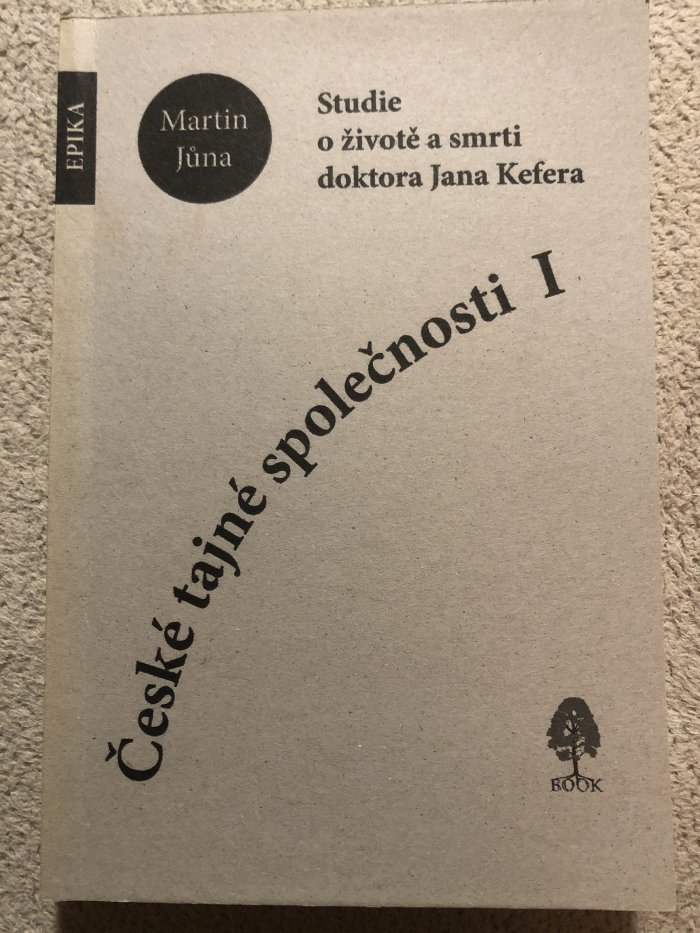 EPIKA
Martin
Jůna
Studie
o životě a smrti
doktora Jana Kefera
České tajné společnosti I
BOOK